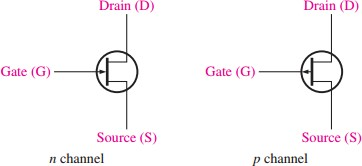 Drain (D)
Drain (D)
Gate (G)
Gate (G)
Source (S)
Source (S)
n channel
p channel